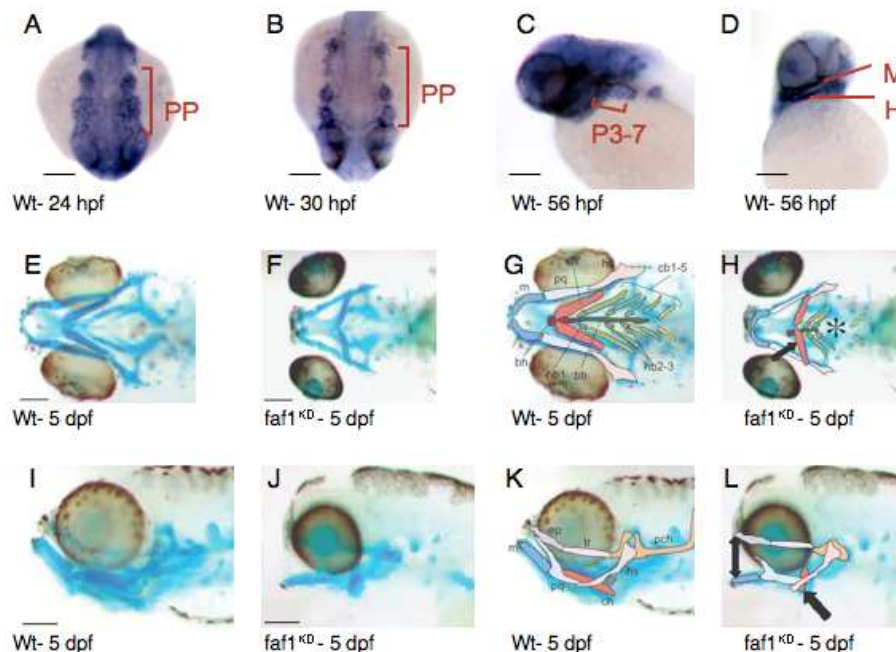 A
B
C
D
PP
PP
P3-7
M
H
Wt- 24 hpf
Wt- 30 hpf
Wt- 56 hpf
Wt- 56 hpf
E
F
G
H
m
pq
hs
cb1-5
bh
hb1
bb
hb2-3
*
Wt- 5 dpf
faf1ᴷᴰ - 5 dpf
Wt- 5 dpf
faf1ᴷᴰ - 5 dpf
I
J
K
L
ep
tr
pch
m
hs
pq
ch
Wt- 5 dpf
faf1ᴷᴰ - 5 dpf
Wt- 5 dpf
faf1ᴷᴰ - 5 dpf